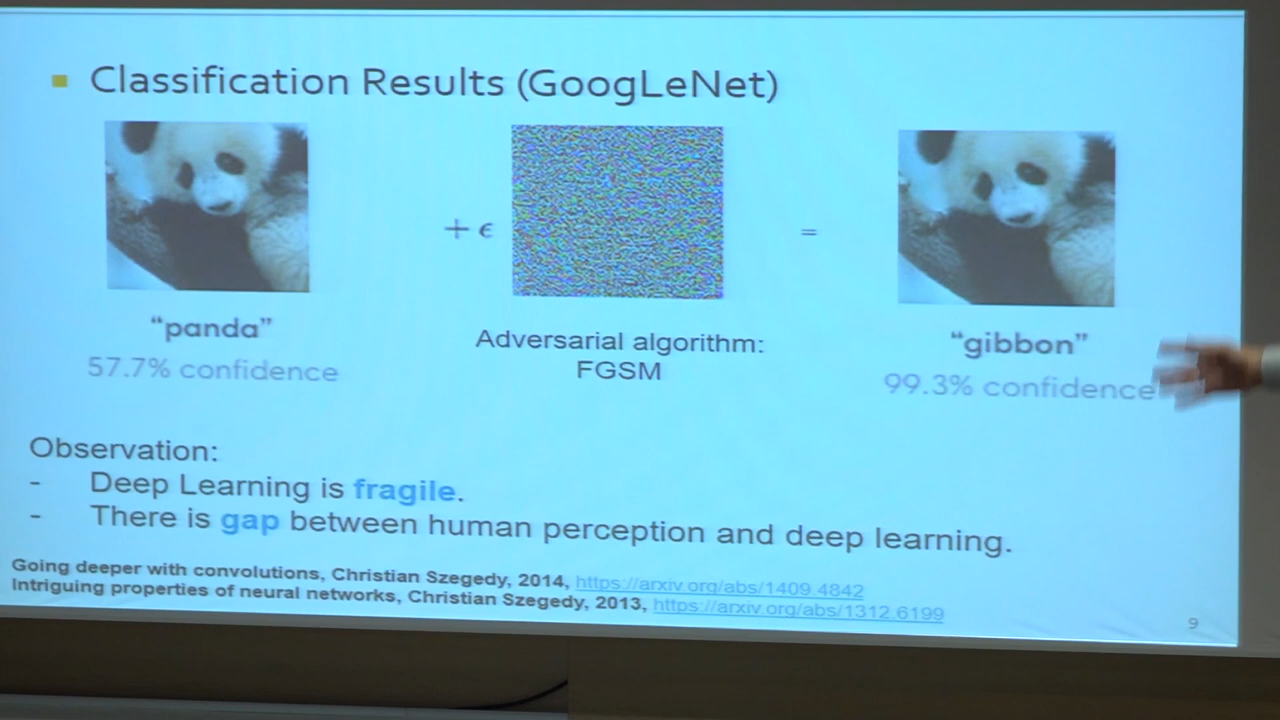 Classification Results (GoogLeNet)
+ ϵ
=
“panda”
57.7% confidence
Adversarial algorithm:
FGSM
“gibbon”
99.3% confidence
Observation:
- Deep Learning is fragile.
- There is gap between human perception and deep learning.
Going deeper with convolutions, Christian Szegedy, 2014, https://arxiv.org/abs/1409.4842
Intriguing properties of neural networks, Christian Szegedy, 2013, https://arxiv.org/abs/1312.6199
9